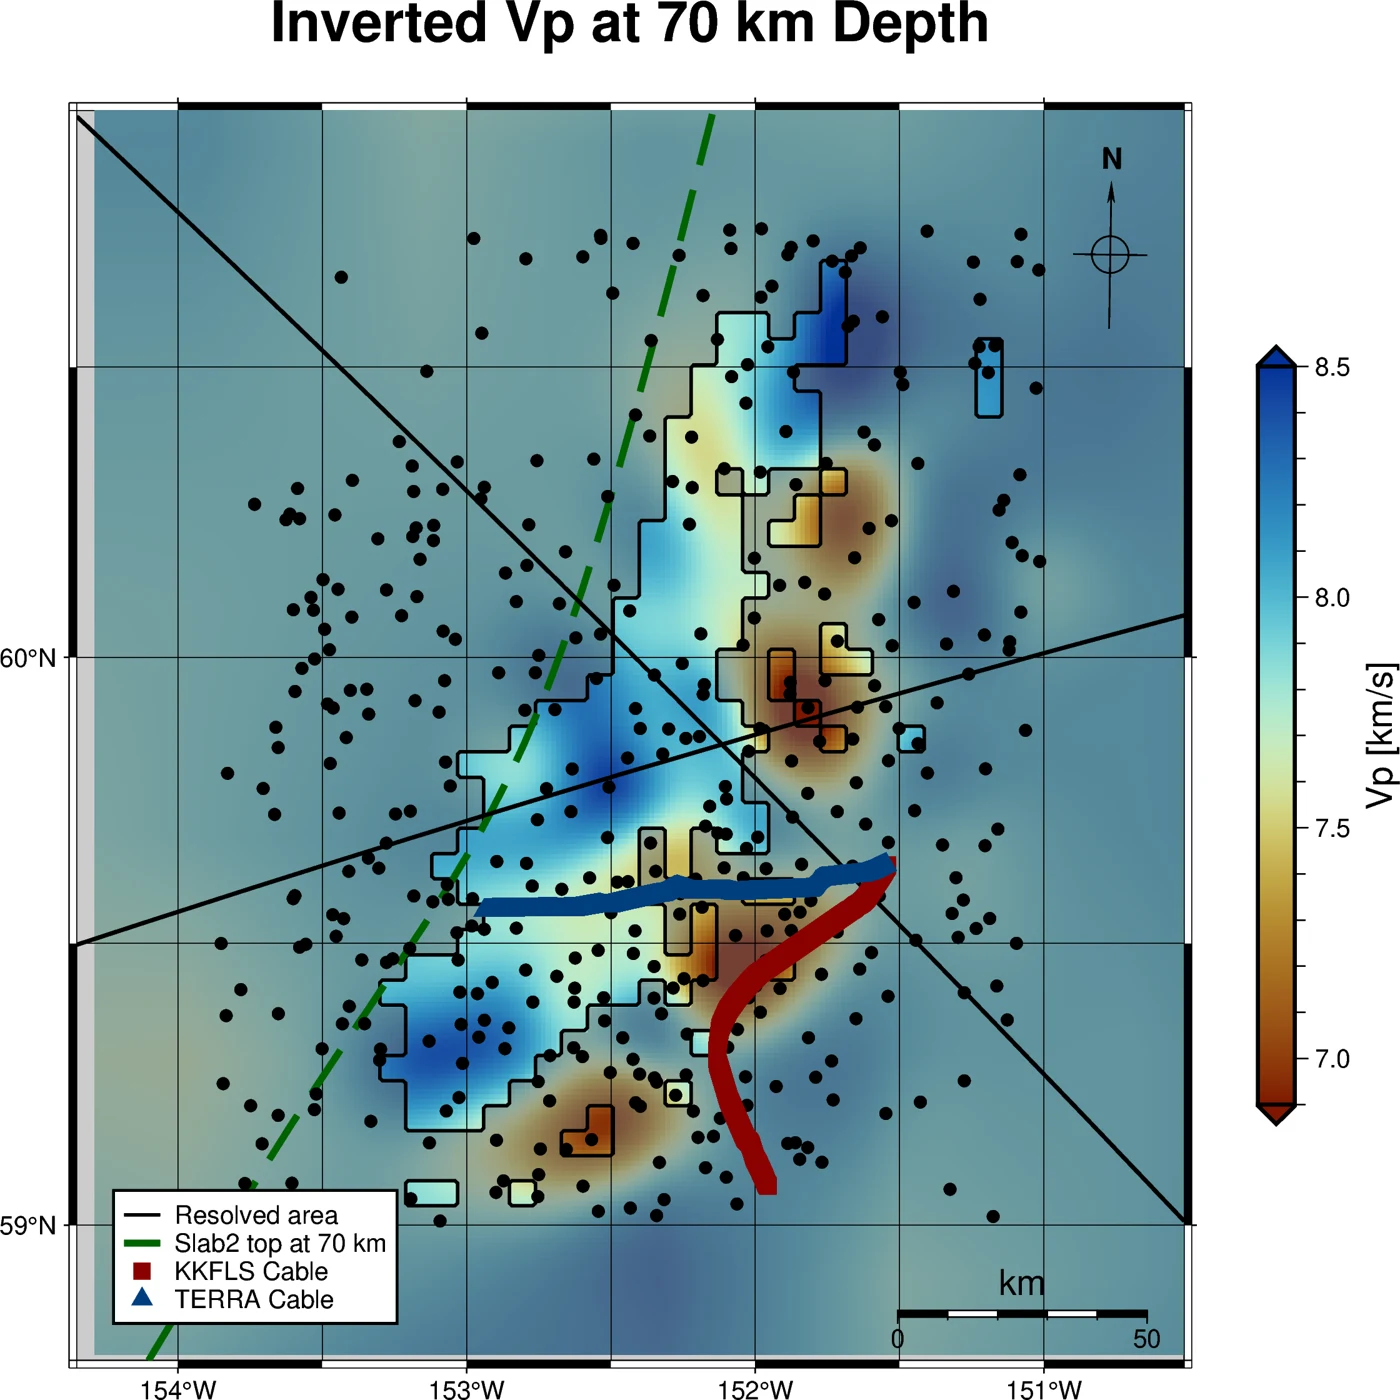 Inverted Vp at 70 km Depth
N
8.5
8.0
7.5
7.0
Vp [km/s]
60°N
59°N
Resolved area
Slab2 top at 70 km
KKFLS Cable
TERRA Cable
km
0 50
154°W 153°W 152°W 151°W